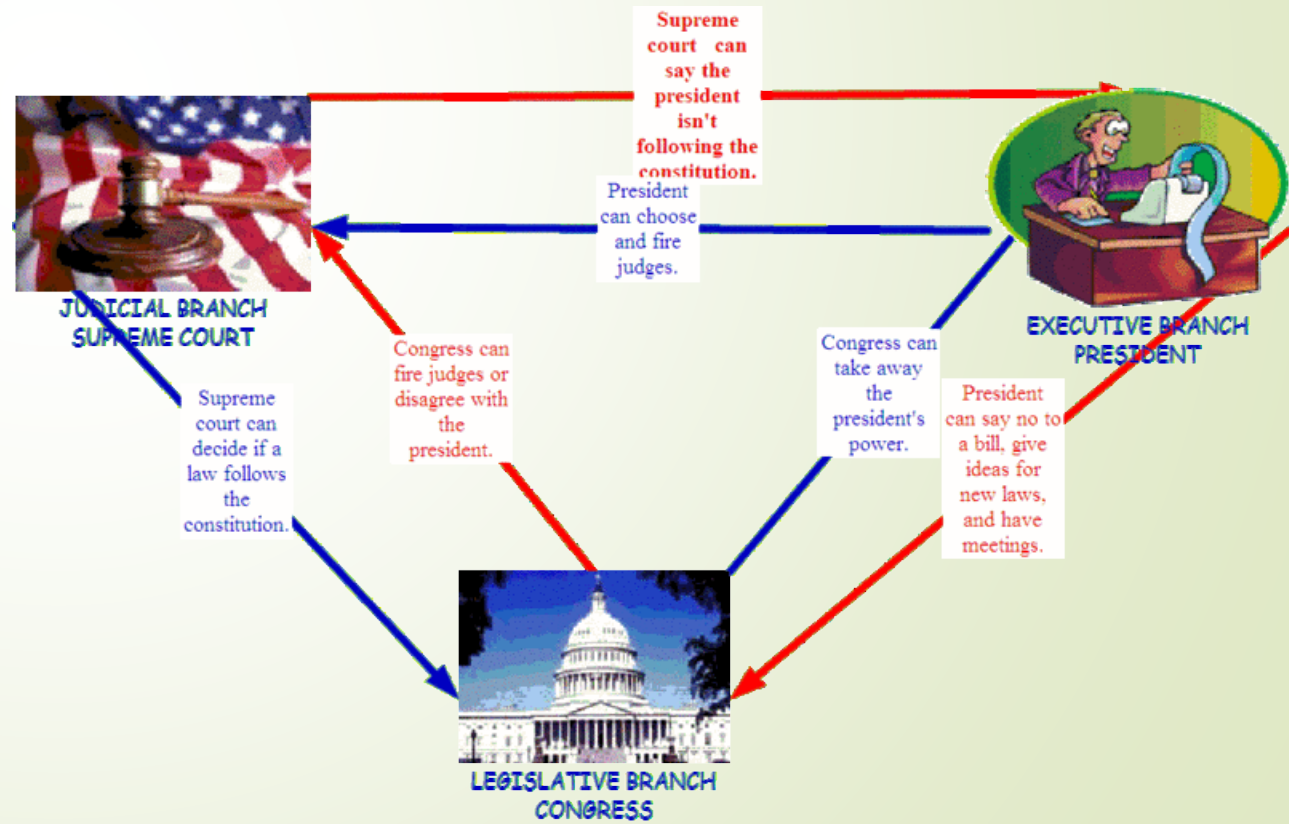 Supreme
court can
say the
president
isn't
following the
constitution.
President
can choose
and fire
judges.
JUDICIAL BRANCH
SUPREME COURT
EXECUTIVE BRANCH
PRESIDENT
Congress can
fire judges or
disagree with
the
president.
Congress can
take away
the
president's
power.
Supreme
court can
decide if a
law follows
the
constitution.
President
can say no to
a bill, give
ideas for
new laws,
and have
meetings.
LEGISLATIVE BRANCH
CONGRESS